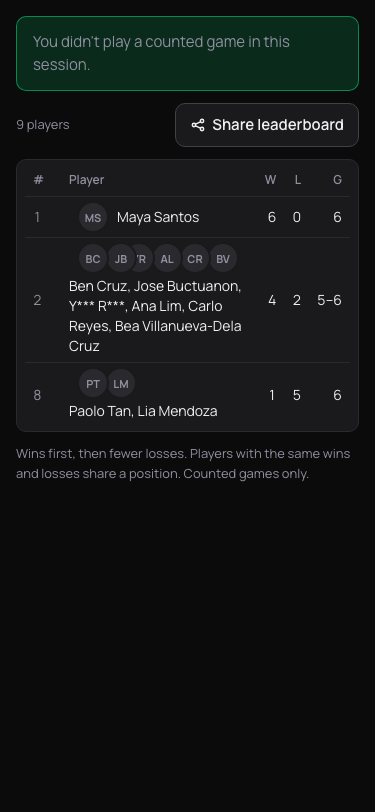 You didn't play a counted game in this
session.
9 players
Share leaderboard
# Player W L G
1 MS Maya Santos 6 0 6
BC JB AL CR BV
Ben Cruz, Jose Buctuanon,
2 Y*** R***, Ana Lim, Carlo 4 2 5–6
Reyes, Bea Villanueva-Dela
Cruz
PT LM
8 1 5 6
Paolo Tan, Lia Mendoza
Wins first, then fewer losses. Players with the same wins
and losses share a position. Counted games only.